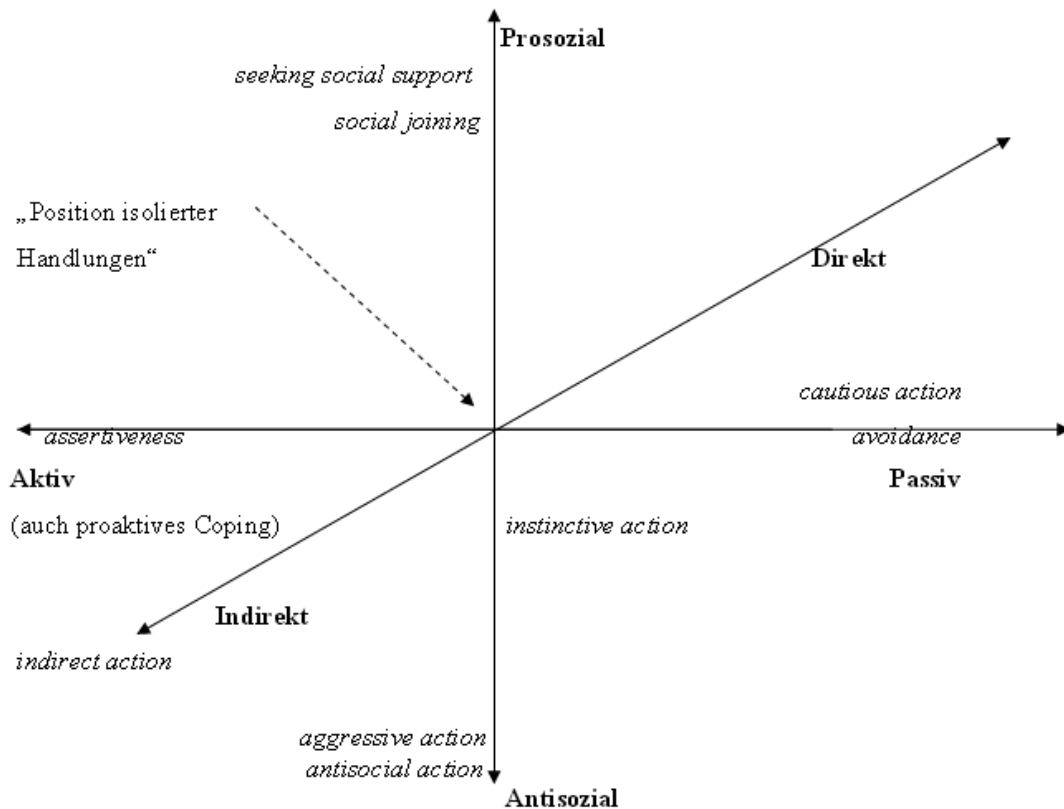 Prosozial
seeking social support
social joining
„Position isolierter
Handlungen“
Direkt
cautious action
assertiveness
avoidance
Aktiv
Passiv
(auch proaktives Coping)
instinctive action
Indirekt
indirect action
aggressive action
antisocial action
Antisozial